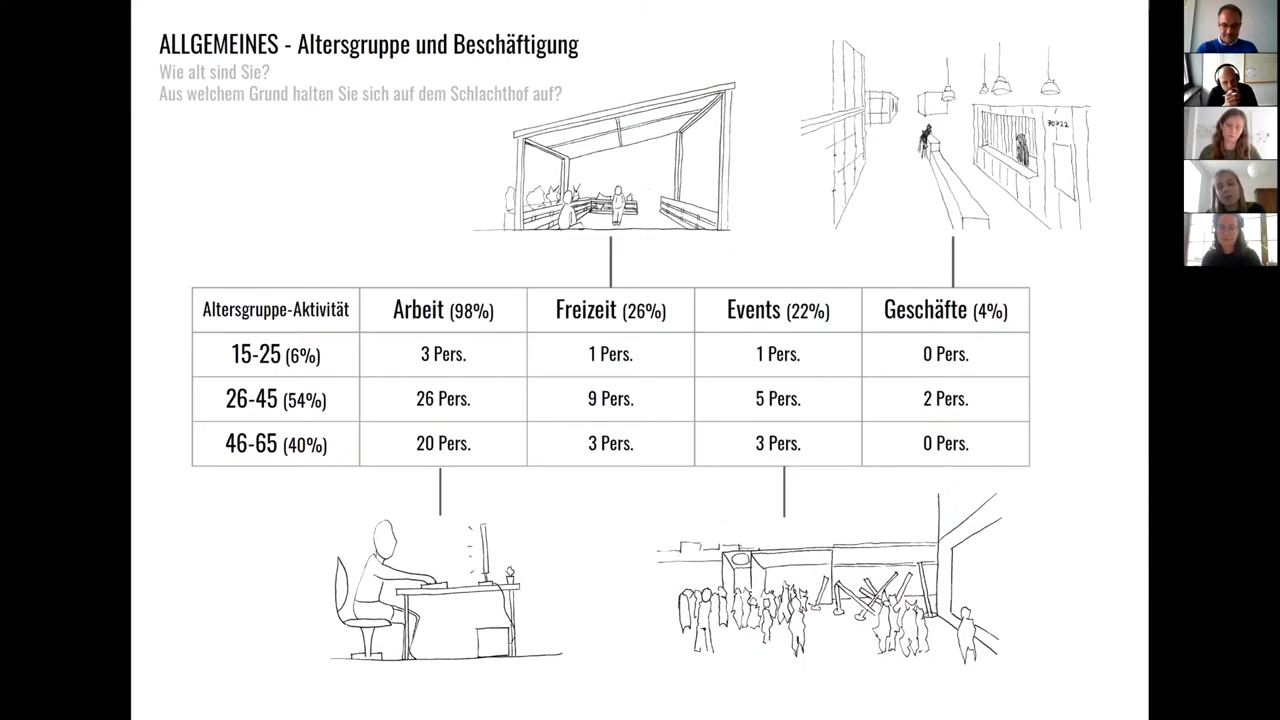 ALLGEMEINES - Altersgruppe und Beschäftigung
Wie alt sind Sie?
Aus welchem Grund halten Sie sich auf dem Schlachthof auf?
30722
Altersgruppe-Aktivität Arbeit (98%) Freizeit (26%) Events (22%) Geschäfte (4%)
15-25 (6%) 3 Pers. 1 Pers. 1 Pers. 0 Pers.
26-45 (54%) 26 Pers. 9 Pers. 5 Pers. 2 Pers.
46-65 (40%) 20 Pers. 3 Pers. 3 Pers. 0 Pers.